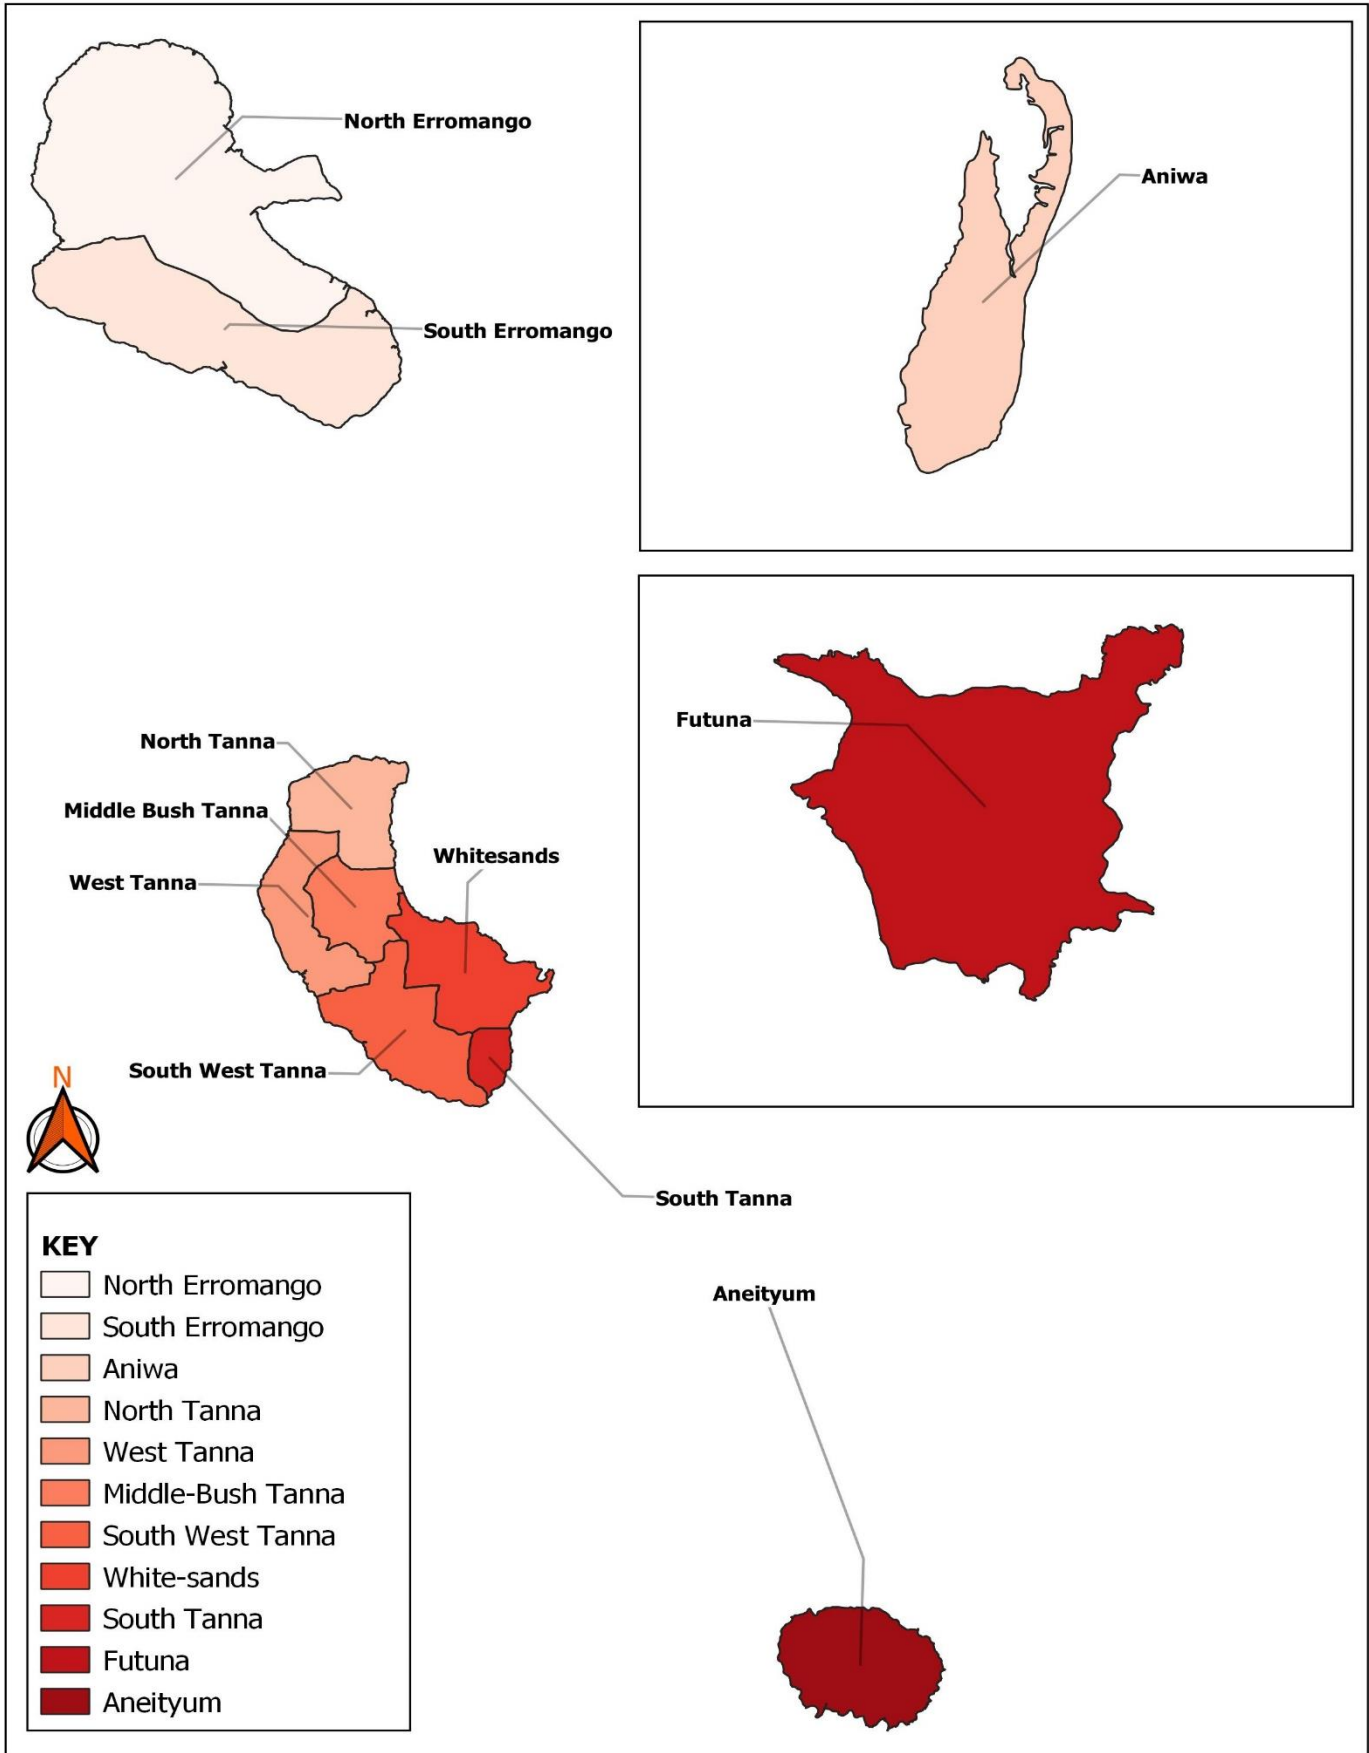 North Erromango
Aniwa
South Erromango
Futuna
North Tanna
Middle Bush Tanna
Whitesands
West Tanna
South West Tanna
N
South Tanna
Aneityum
KEY
North Erromango
South Erromango
Aniwa
North Tanna
West Tanna
Middle-Bush Tanna
South West Tanna
White-sands
South Tanna
Futuna
Aneityum